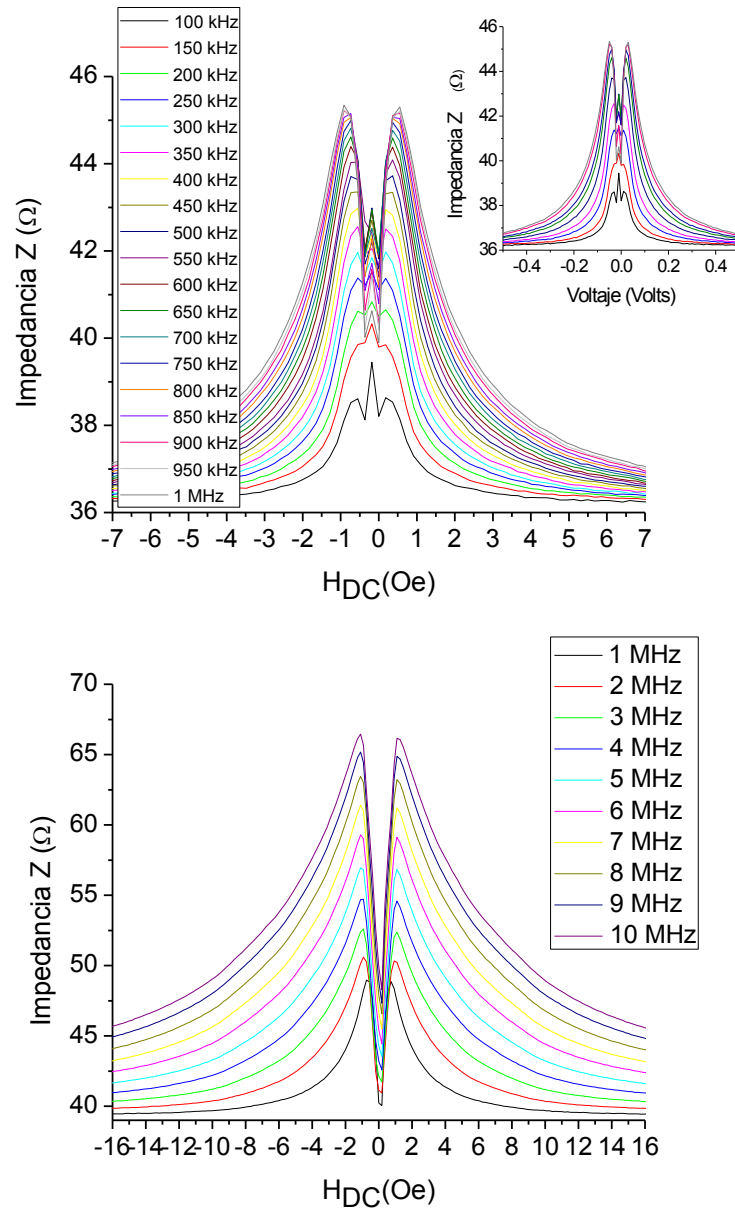 100 kHz
150 kHz
200 kHz
250 kHz
300 kHz
350 kHz
400 kHz
450 kHz
500 kHz
550 kHz
600 kHz
650 kHz
700 kHz
750 kHz
800 kHz
850 kHz
900 kHz
950 kHz
1 MHz
46
44
42
40
38
36
Impedancia Z (Ω)
-7 -6 -5 -4 -3 -2 -1 0 1 2 3 4 5 6 7
HDC(Oe)
46
44
42
40
38
36
Impedancia Z (Ω)
-0.4 -0.2 0.0 0.2 0.4
Voltaje (Volts)
1 MHz
2 MHz
3 MHz
4 MHz
5 MHz
6 MHz
7 MHz
8 MHz
9 MHz
10 MHz
70
65
60
55
50
45
40
Impedancia Z (Ω)
-16 -14 -12 -10 -8 -6 -4 -2 0 2 4 6 8 10 12 14 16
HDC(Oe)